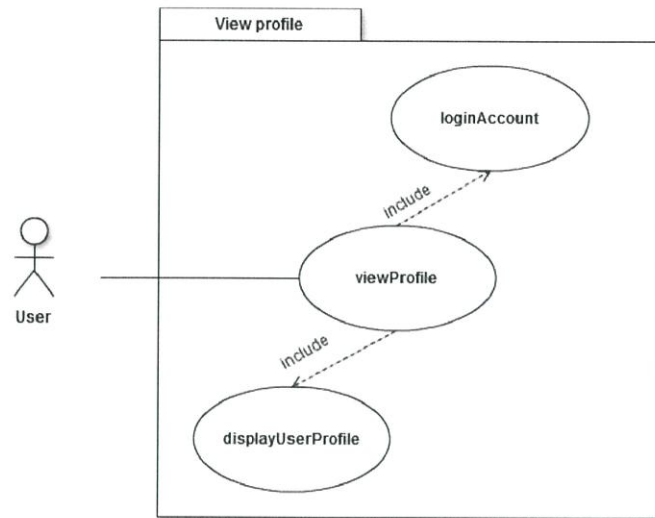 View profile
loginAccount
include
viewProfile
User
include
displayUserProfile